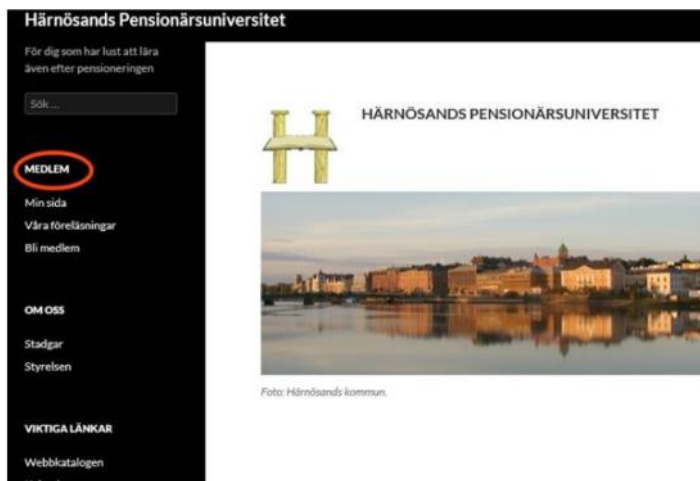 Härnösands Pensionärsuniversitet
För dig som har lust att lära
även efter pensioneringen
Sök …
MEDLEM
Min sida
Våra föreläsningar
Bli medlem
OM OSS
Stadgar
Styrelsen
VIKTIGA LÄNKAR
Webbkatalogen
HÄRNÖSANDS PENSIONÄRSUNIVERSITET
Foto: Härnösands kommun.